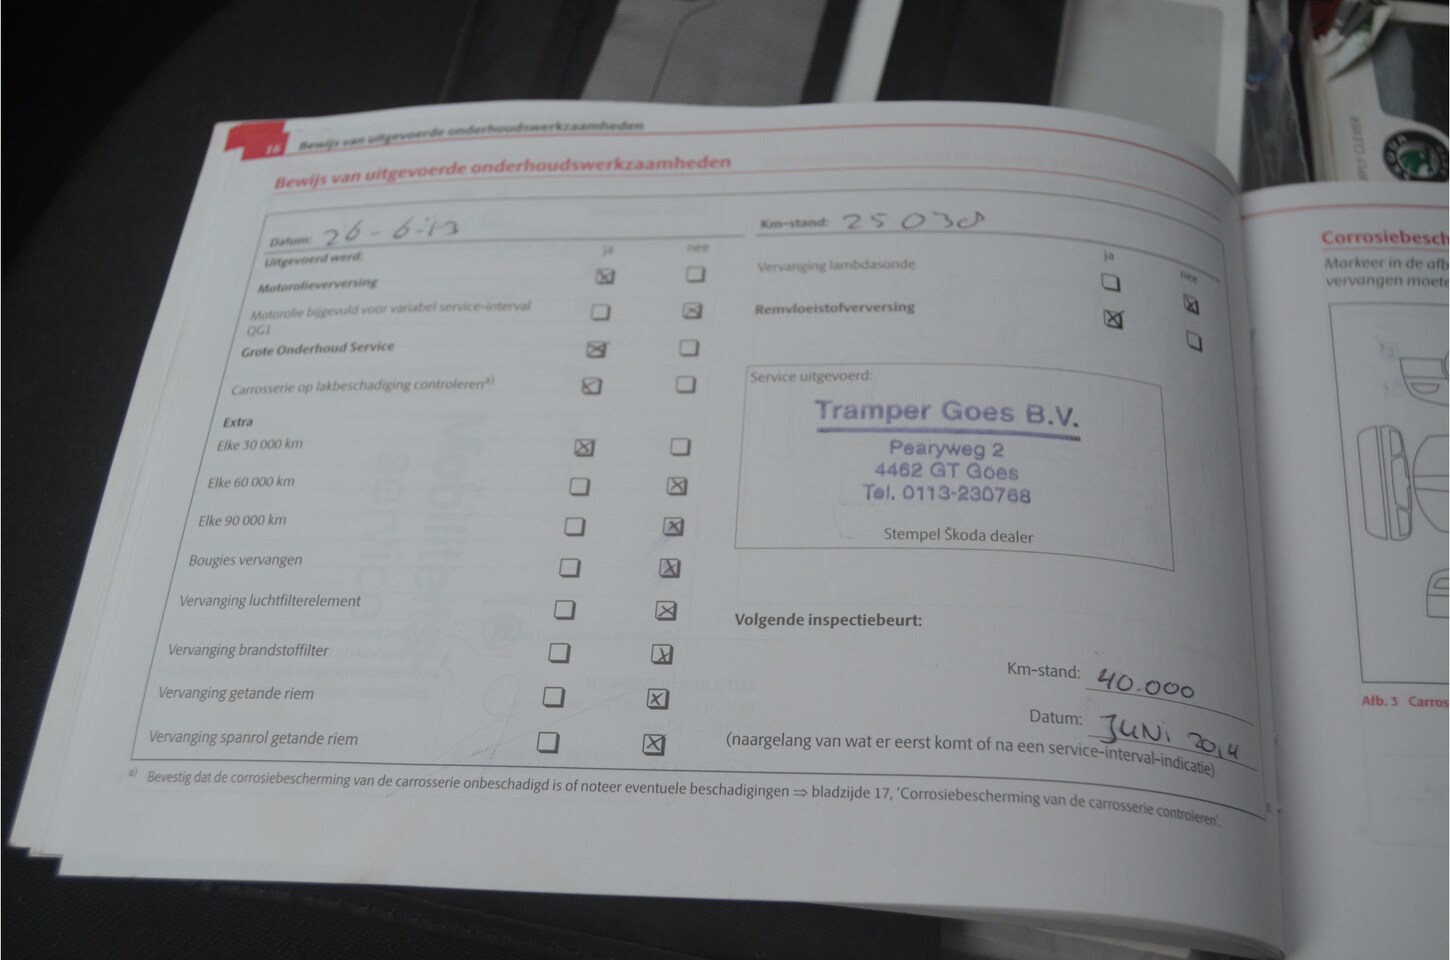 16 Bewijs van uitgevoerde onderhoudswerkzaamheden
Bewijs van uitgevoerde onderhoudswerkzaamheden
Datum: 26-6-'13
Uitgevoerd werd:
ja nee
Motorolieverversing
Motorolie bijgevuld voor variabel service-interval
QG1
Grote Onderhoud Service
Carrosserie op lakbeschadiging controleren a)
Extra
Elke 30 000 km
Elke 60 000 km
Elke 90 000 km
Bougies vervangen
Vervanging luchtfilterelement
Vervanging brandstoffilter
Vervanging getande riem
Vervanging spanrol getande riem
Km-stand:
ja nee
Vervanging lambdasonde
Remvloeistofverversing
Service uitgevoerd:
Tramper Goes B.V.
Pearyweg 2
4462 GT Goes
Tel. 0113-230768
Stempel Škoda dealer
Volgende inspectiebeurt:
Km-stand: 40.000
Datum: JUNi 2014
(naargelang van wat er eerst komt of na een service-interval-indicatie)
a) Bevestig dat de corrosiebescherming van de carrosserie onbeschadigd is of noteer eventuele beschadigingen ⇒ bladzijde 17, 'Corrosiebescherming van de carrosserie controleren'.
Corrosiebesch
Markeer in de afb
vervangen moete
Afb. 3 Carros